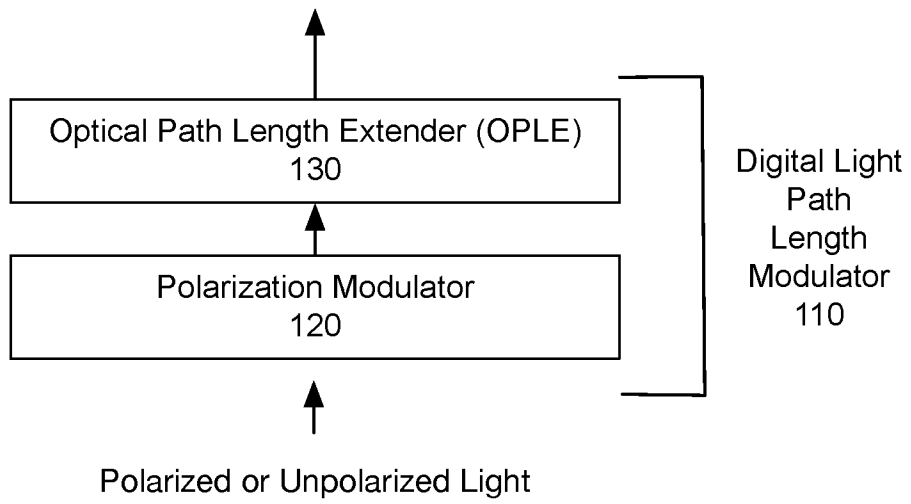 Optical Path Length Extender (OPLE)
130
Polarization Modulator
120
Polarized or Unpolarized Light
Digital Light
Path
Length
Modulator
110